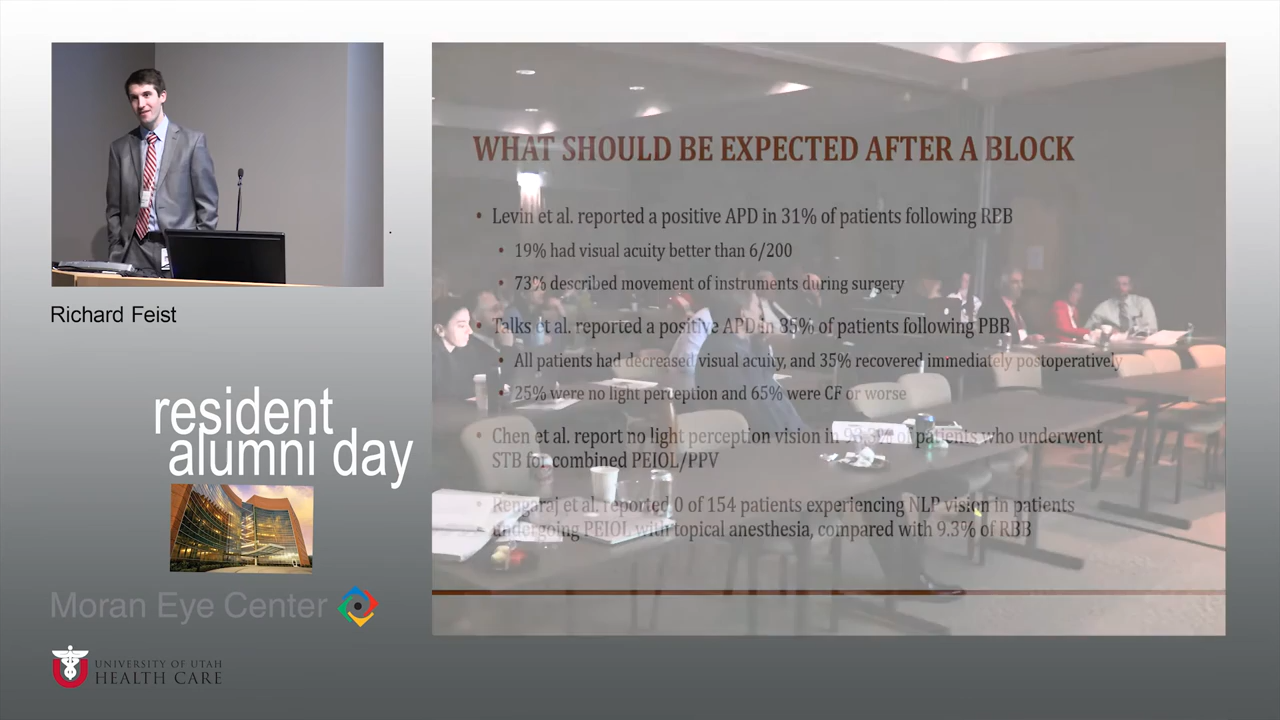 WHAT SHOULD BE EXPECTED AFTER A BLOCK
• Levin et al. reported a positive APD in 31% of patients following RBB
• 19% had visual acuity better than 6/200
• 73% described movement of instruments during surgery
• Talks et al. reported a positive APD in 35% of patients following PBB
• All patients had decreased visual acuity, and 35% recovered immediately postoperatively
• 25% were no light perception and 65% were CF or worse
• Chen et al. report no light perception vision in 93.3% of patients who underwent
STB for combined PEIOL/PPV
• Rengaraj et al. reported 0 of 154 patients experiencing NLP vision in patients
undergoing PEIOL with topical anesthesia, compared with 9.3% of RBB
Richard Feist
resident
alumni day
Moran Eye Center
UNIVERSITY OF UTAH
HEALTH CARE